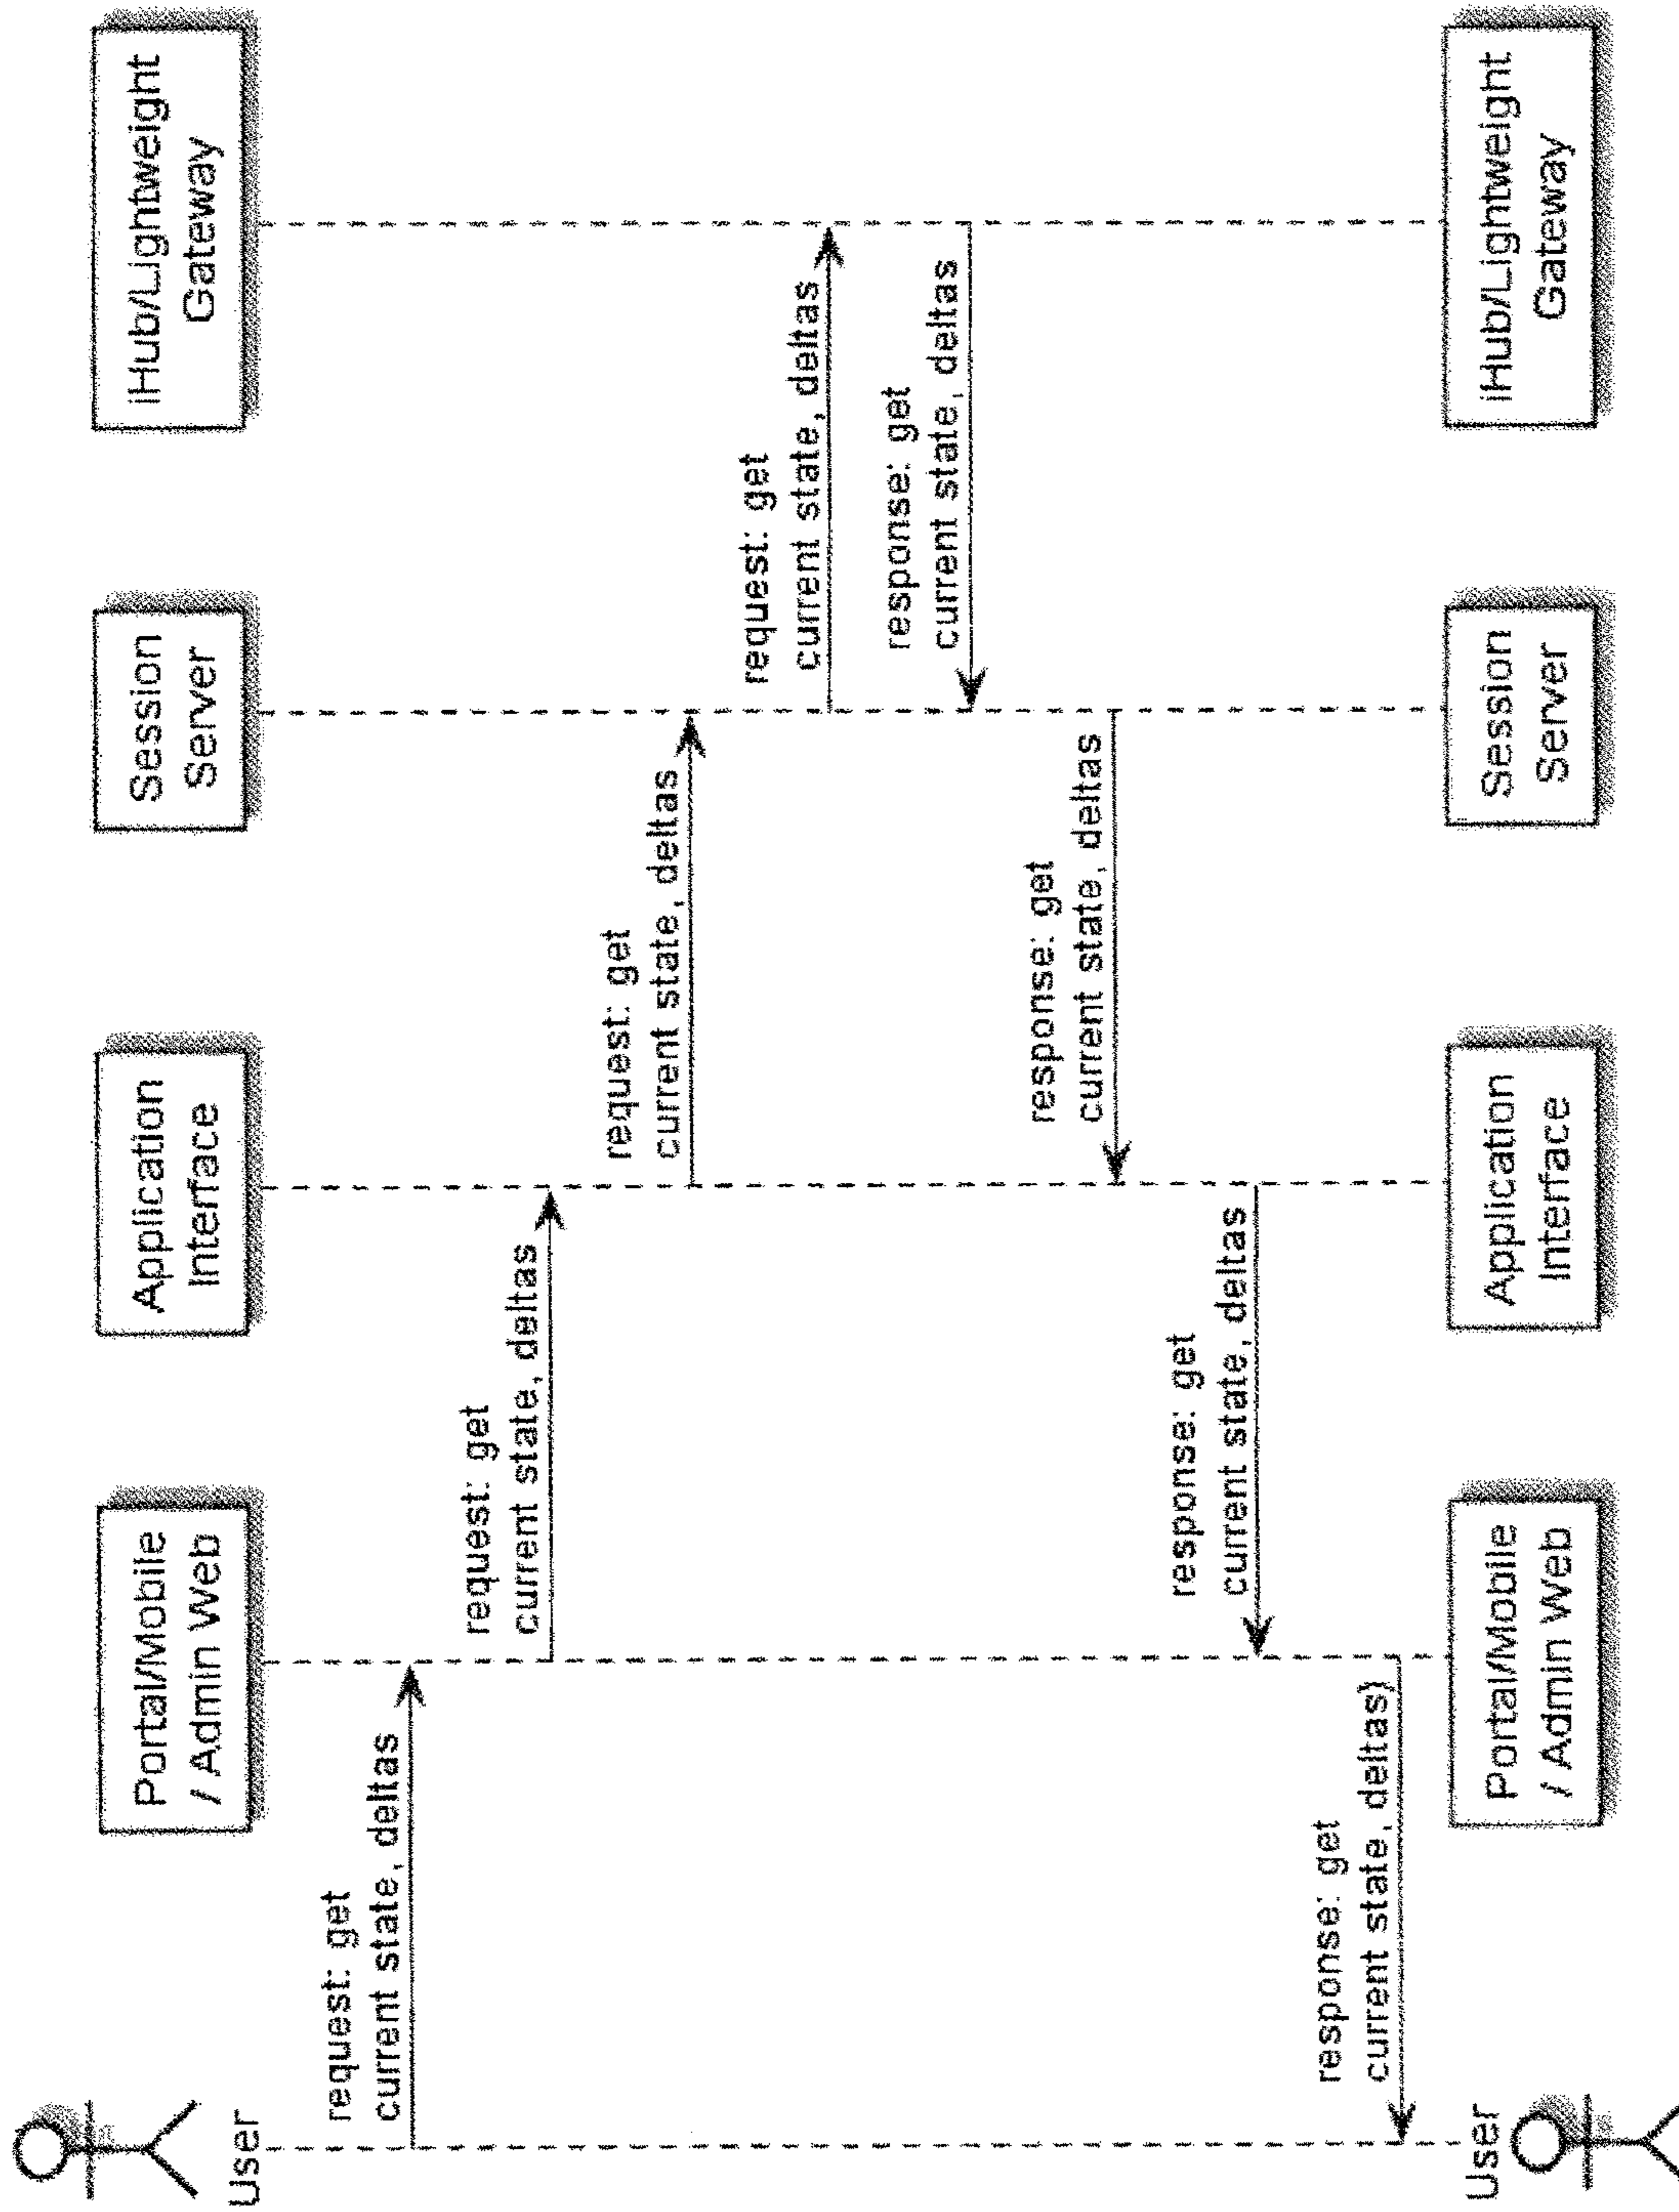 User
Portal/Mobile
/ Admin Web
Application
Interface
Session
Server
iHub/Lightweight
Gateway
request: get
current state, deltas
request: get
current state, deltas
request: get
current state, deltas
request: get
current state, deltas
response: get
current state, deltas
response: get
current state, deltas
response: get
current state, deltas
response: get
current state, deltas)
User
Portal/Mobile
/ Admin Web
Application
Interface
Session
Server
iHub/Lightweight
Gateway